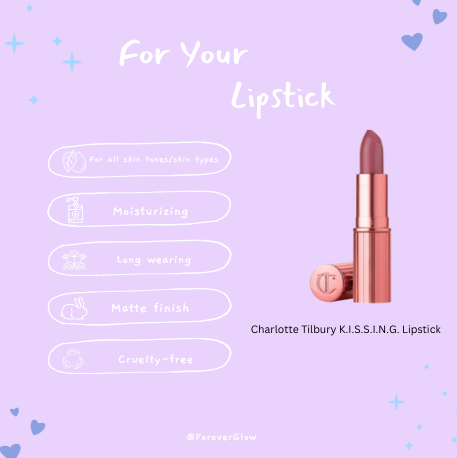 For Your
Lipstick
For all skin tones/skin types
Moisturizing
Long wearing
Matte finish
Cruelty-free
CT
Charlotte Tilbury K.I.S.S.I.N.G. Lipstick
@ForeverGlow